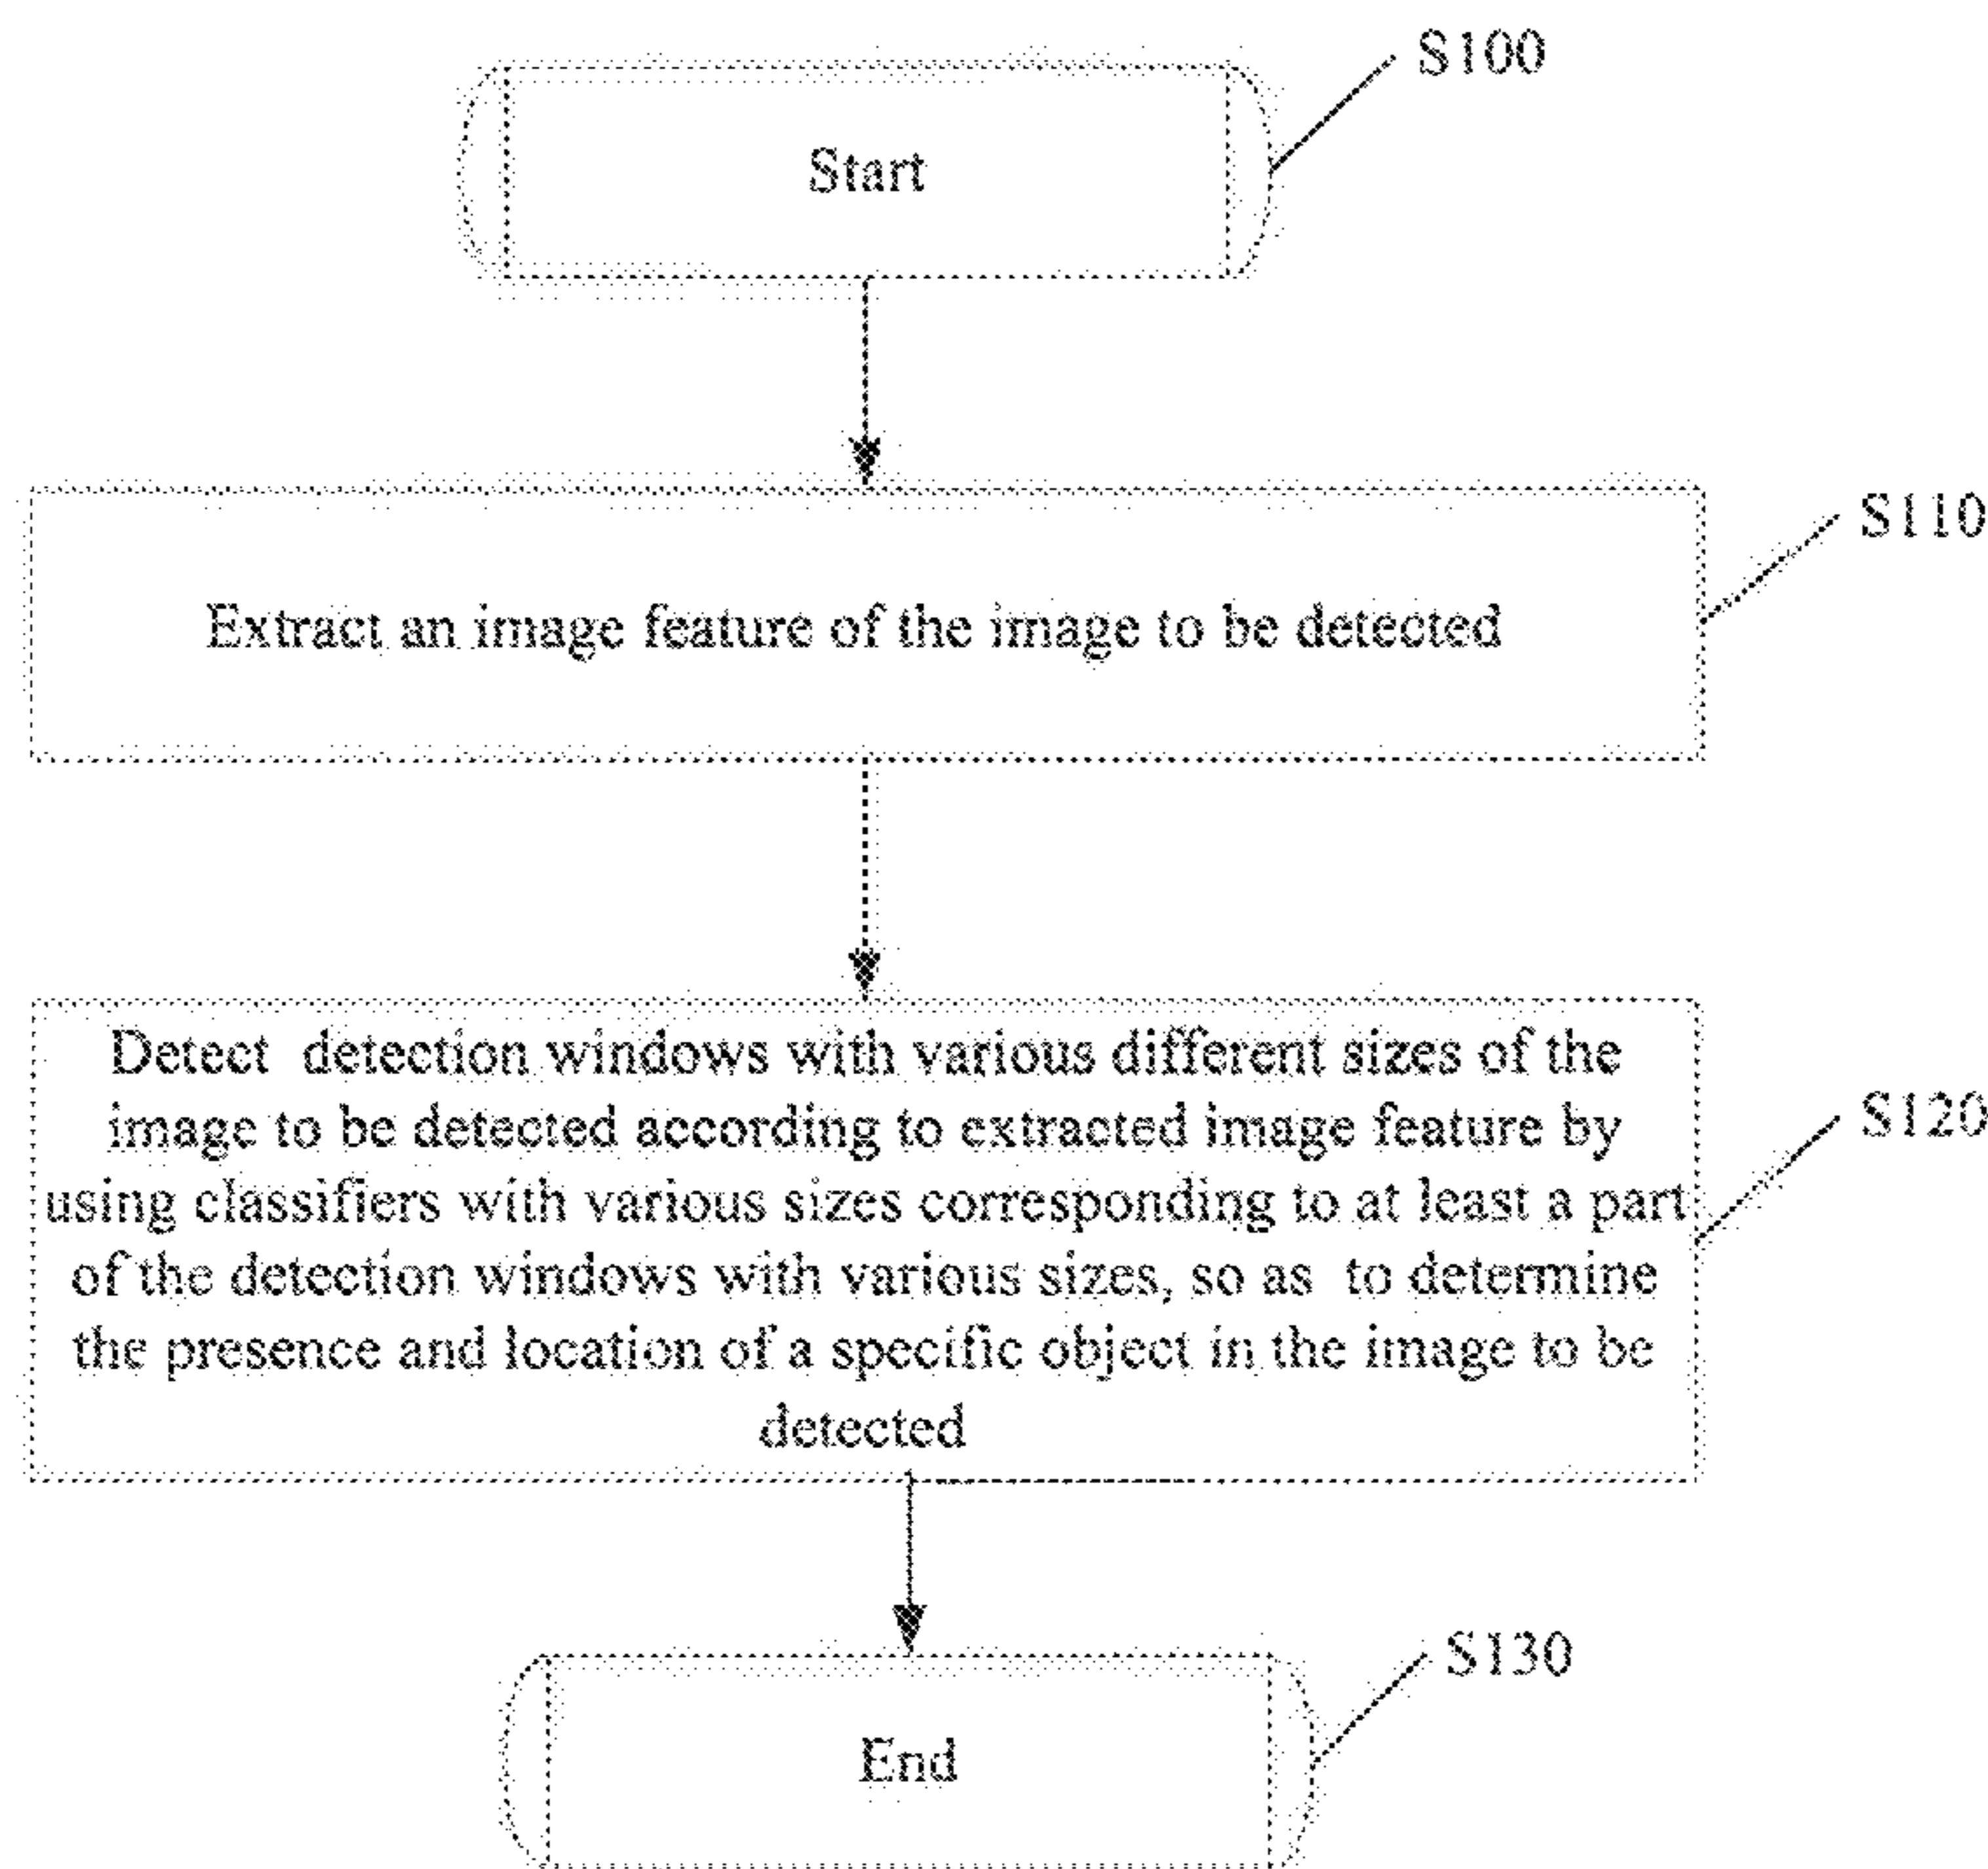 S100
Start
S110
Extract an image feature of the image to be detected
Detect detection windows with various different sizes of the
image to be detected according to extracted image feature by
using classifiers with various sizes corresponding to at least a part
of the detection windows with various sizes, so as to determine
the presence and location of a specific object in the image to be
detected
S120
S130
End